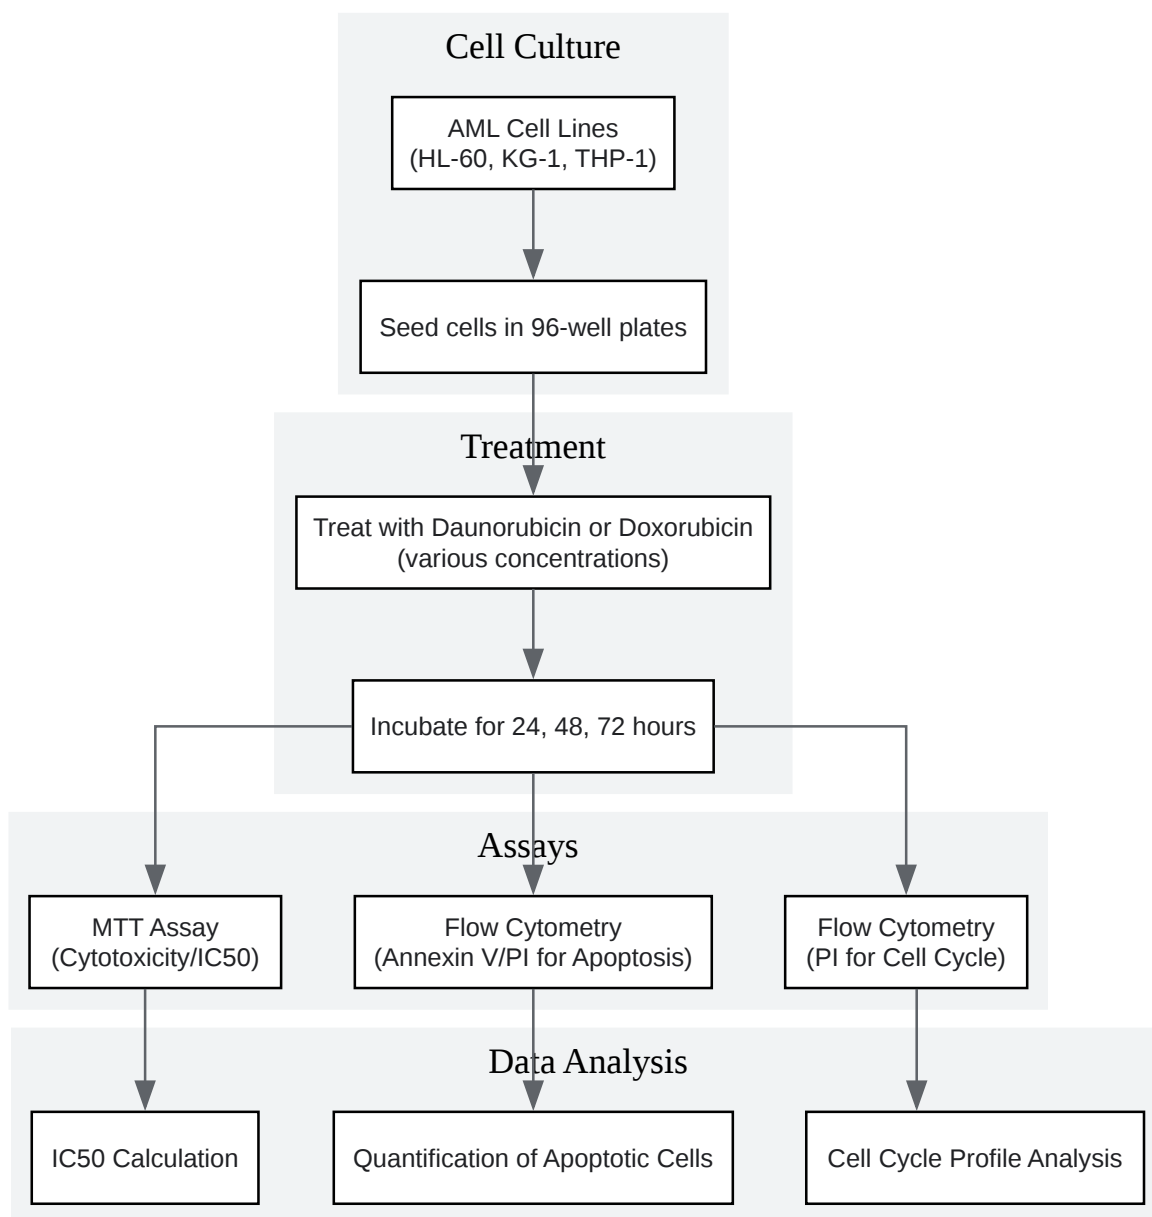 Cell Culture
AML Cell Lines
(HL-60, KG-1, THP-1)
Seed cells in 96-well plates
Treatment
Treat with Daunorubicin or Doxorubicin
(various concentrations)
Incubate for 24, 48, 72 hours
Assays
MTT Assay
(Cytotoxicity/IC50)
Flow Cytometry
(Annexin V/PI for Apoptosis)
Flow Cytometry
(PI for Cell Cycle)
Data Analysis
IC50 Calculation
Quantification of Apoptotic Cells
Cell Cycle Profile Analysis